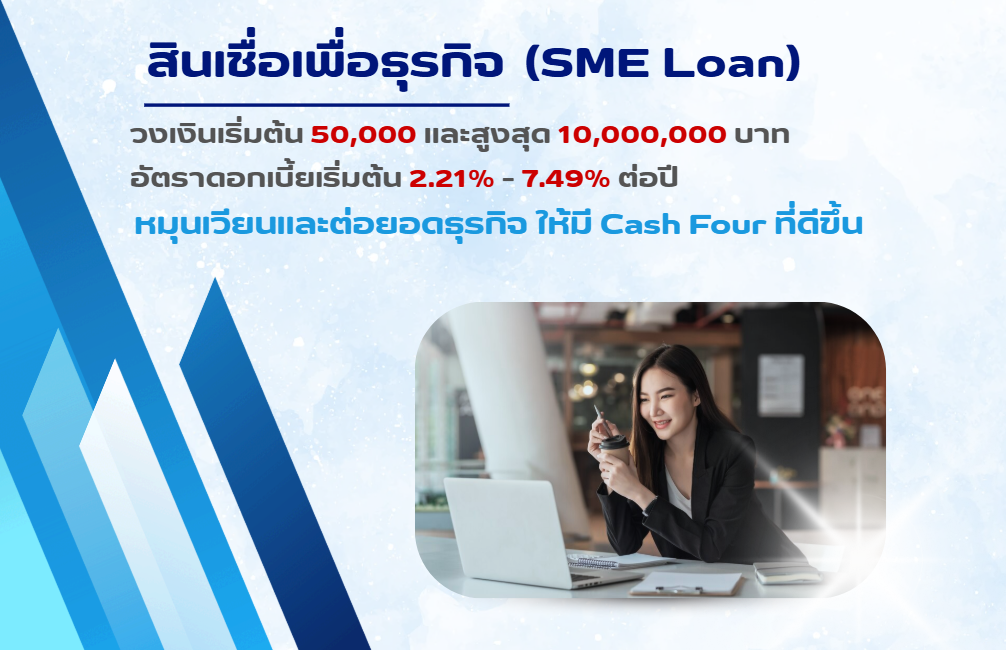 สินเชื่อเพื่อธุรกิจ (SME Loan)
วงเงินเริ่มต้น 50,000 และสูงสุด 10,000,000 บาท
อัตราดอกเบี้ยเริ่มต้น 2.21% - 7.49% ต่อปี
หมุนเวียนและต่อยอดธุรกิจ ให้มี Cash Four ที่ดีขึ้น